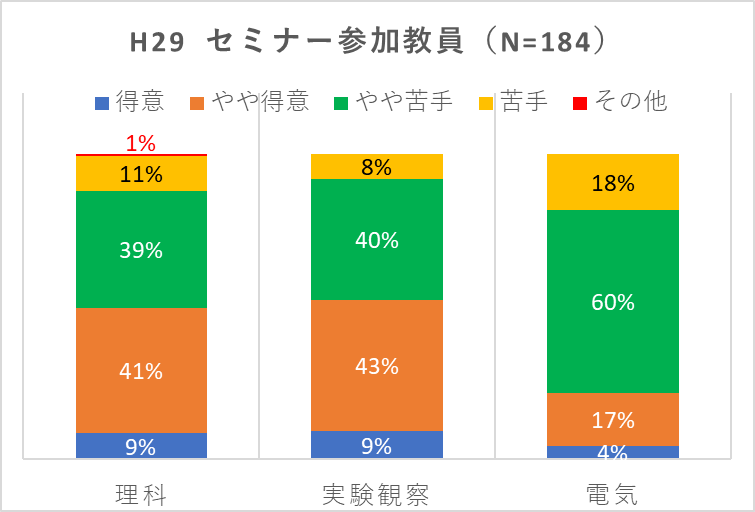 H29 セミナー参加教員（N=184）
得意 やや得意 やや苦手 苦手 その他
1%
11% 8% 18%
39% 40% 60%
41% 43% 17%
9% 9% 4%
理科 実験観察 電気